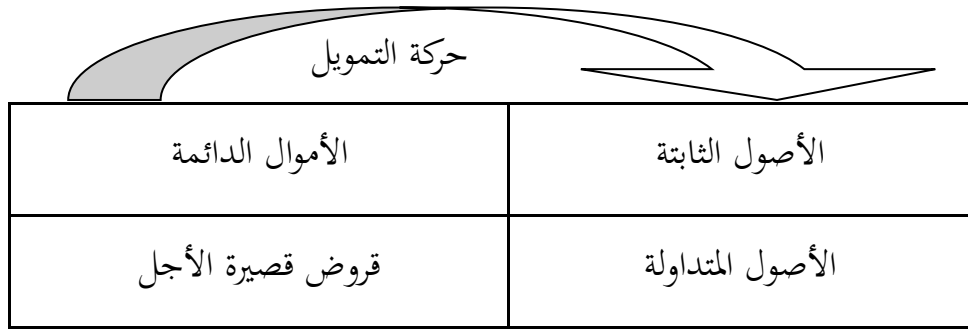 حركة التمويل
الأصول الثابتة
الأموال الدائمة
الأصول المتداولة
قروض قصيرة الأجل